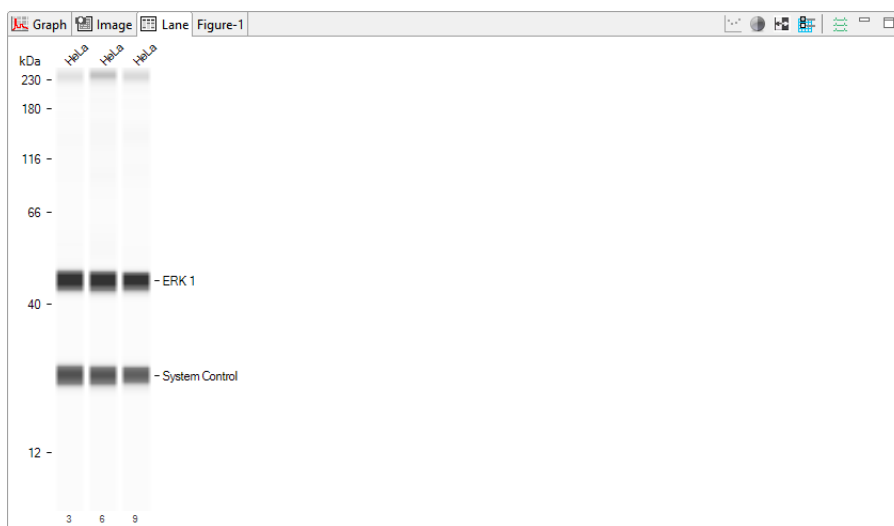 Graph Image Lane Figure-1
kDa HeLa HeLa HeLa
230
180
116
66
ERK 1
40
System Control
12
3 6 9